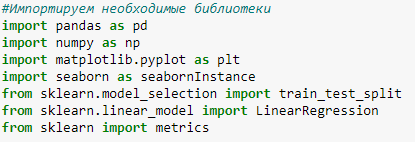 #Импортируем необходимые библиотеки
import pandas as pd
import numpy as np
import matplotlib.pyplot as plt
import seaborn as seabornInstance
from sklearn.model_selection import train_test_split
from sklearn.linear_model import LinearRegression
from sklearn import metrics